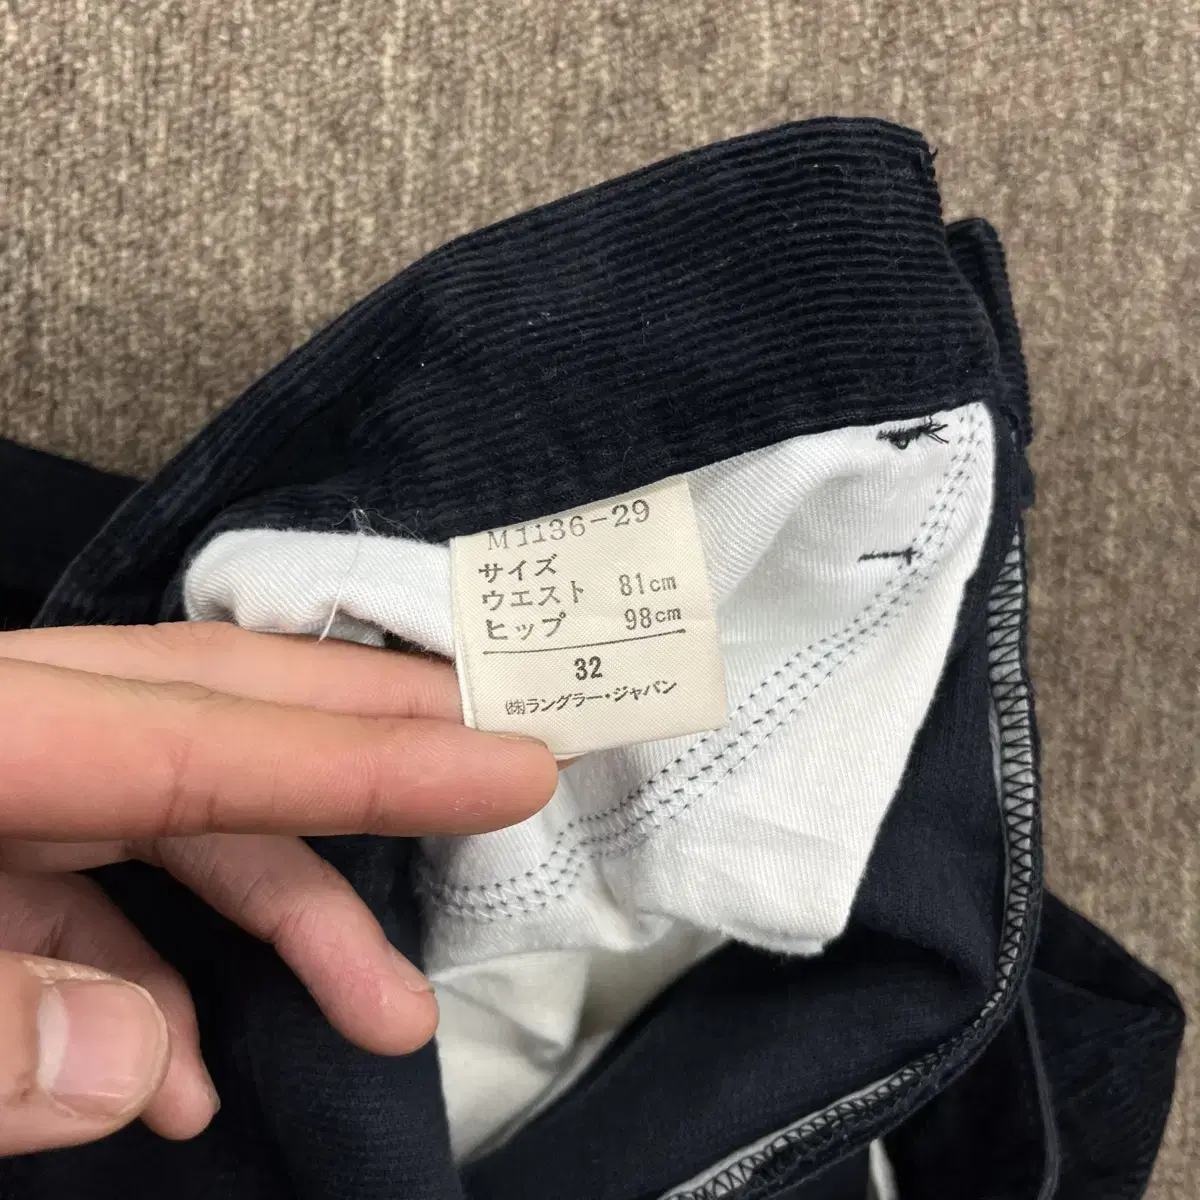 M1136-29
サイズ
ウエスト 81cm
ヒップ 98cm
32
㈱ラングラー・ジャパン